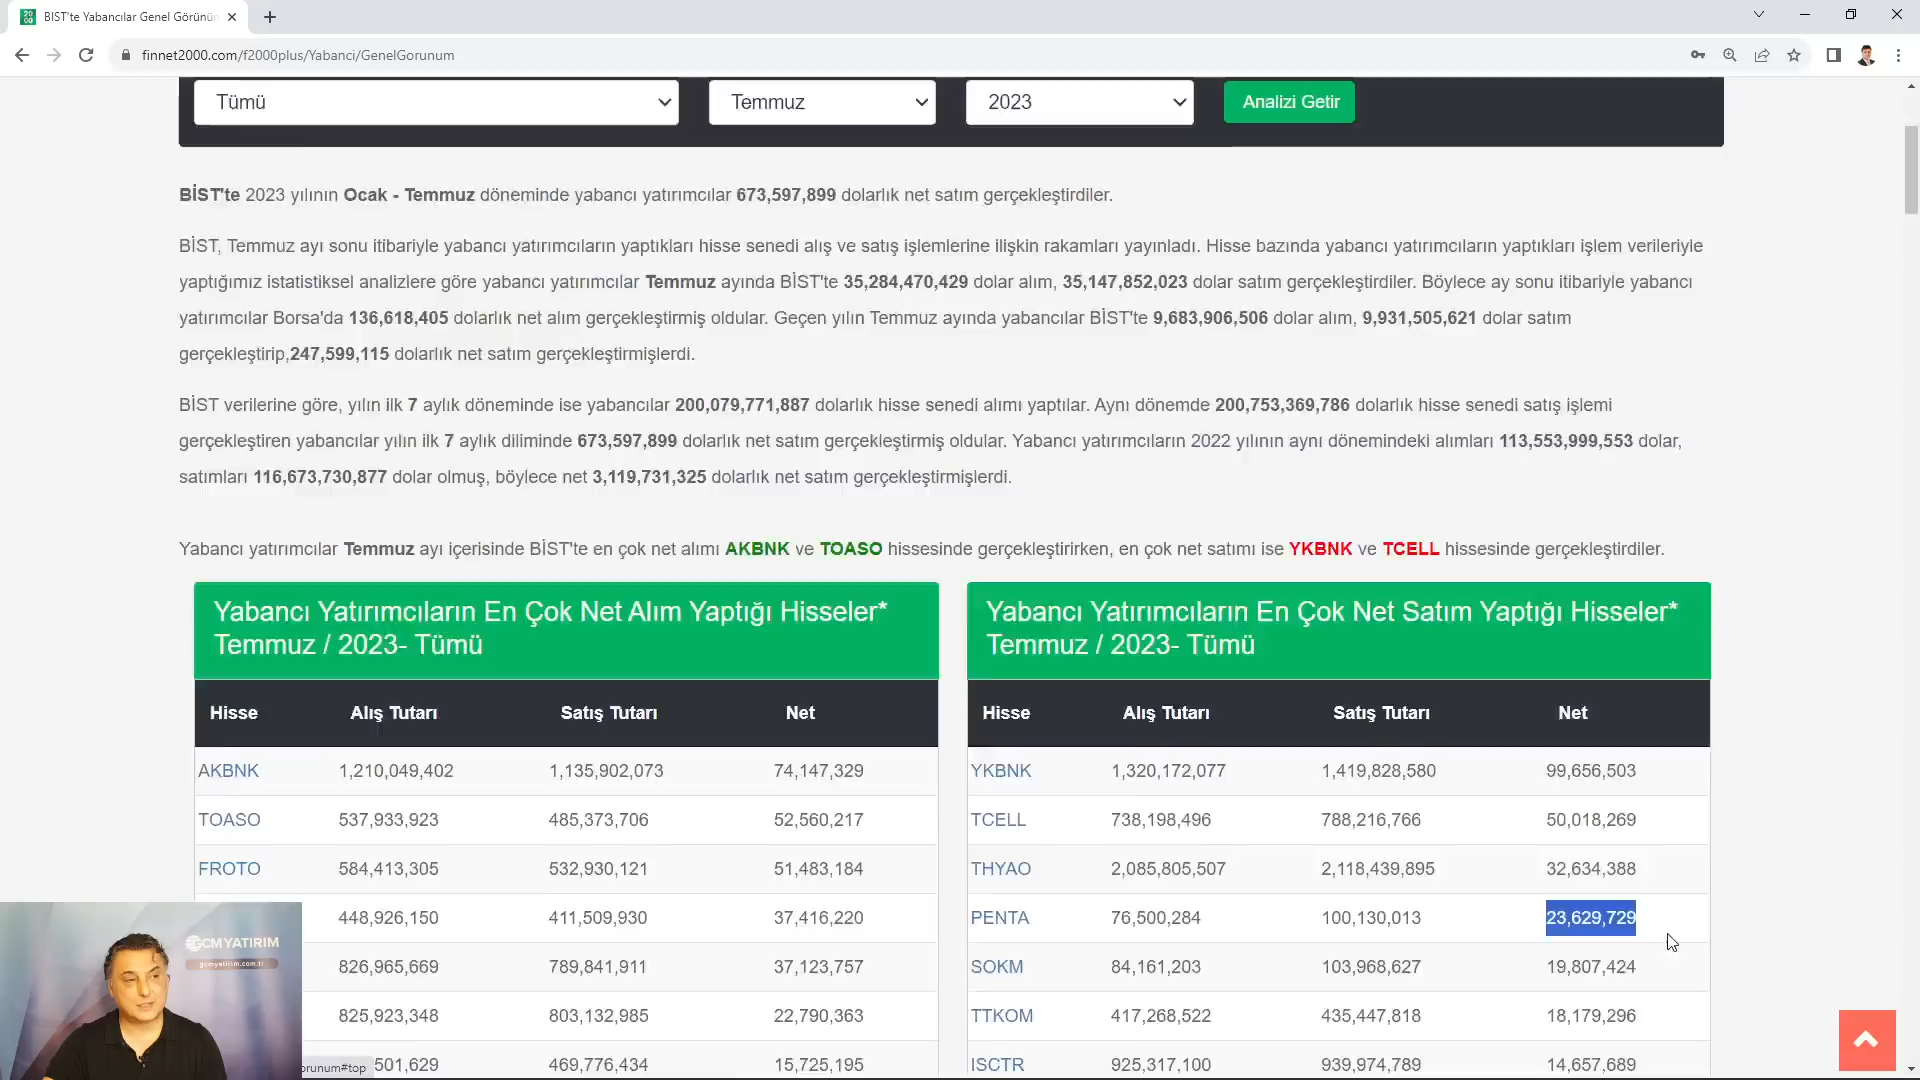 BIST'te Yabancılar Genel Görünün
finnet2000.com/f2000plus/Yabanci/GenelGorunum
Tümü Temmuz 2023 Analizi Getir
BİST'te 2023 yılının Ocak - Temmuz döneminde yabancı yatırımcılar 673,597,899 dolarlık net satım gerçekleştirdiler.
BİST, Temmuz ayı sonu itibariyle yabancı yatırımcıların yaptıkları hisse senedi alış ve satış işlemlerine ilişkin rakamları yayınladı. Hisse bazında yabancı yatırımcıların yaptıkları işlem verileriyle
yaptığımız istatistiksel analizlere göre yabancı yatırımcılar Temmuz ayında BİST'te 35,284,470,429 dolar alım, 35,147,852,023 dolar satım gerçekleştirdiler. Böylece ay sonu itibariyle yabancı
yatırımcılar Borsa'da 136,618,405 dolarlık net alım gerçekleştirmiş oldular. Geçen yılın Temmuz ayında yabancılar BİST'te 9,683,906,506 dolar alım, 9,931,505,621 dolar satım
gerçekleştirip,247,599,115 dolarlık net satım gerçekleştirmişlerdi.
BİST verilerine göre, yılın ilk 7 aylık döneminde ise yabancılar 200,079,771,887 dolarlık hisse senedi alımı yaptılar. Aynı dönemde 200,753,369,786 dolarlık hisse senedi satış işlemi
gerçekleştiren yabancılar yılın ilk 7 aylık diliminde 673,597,899 dolarlık net satım gerçekleştirmiş oldular. Yabancı yatırımcıların 2022 yılının aynı dönemindeki alımları 113,553,999,553 dolar,
satımları 116,673,730,877 dolar olmuş, böylece net 3,119,731,325 dolarlık net satım gerçekleştirmişlerdi.
Yabancı yatırımcılar Temmuz ayı içerisinde BİST'te en çok net alımı AKBNK ve TOASO hissesinde gerçekleştirirken, en çok net satımı ise YKBNK ve TCELL hissesinde gerçekleştirdiler.
Yabancı Yatırımcıların En Çok Net Alım Yaptığı Hisseler*
Temmuz / 2023- Tümü
Hisse Alış Tutarı Satış Tutarı Net
AKBNK 1,210,049,402 1,135,902,073 74,147,329
TOASO 537,933,923 485,373,706 52,560,217
FROTO 584,413,305 532,930,121 51,483,184
448,926,150 411,509,930 37,416,220
826,965,669 789,841,911 37,123,757
825,923,348 803,132,985 22,790,363
501,629 469,776,434 15,725,195
Yabancı Yatırımcıların En Çok Net Satım Yaptığı Hisseler*
Temmuz / 2023- Tümü
Hisse Alış Tutarı Satış Tutarı Net
YKBNK 1,320,172,077 1,419,828,580 99,656,503
TCELL 738,198,496 788,216,766 50,018,269
THYAO 2,085,805,507 2,118,439,895 32,634,388
PENTA 76,500,284 100,130,013 23,629,729
SOKM 84,161,203 103,968,627 19,807,424
TTKOM 417,268,522 435,447,818 18,179,296
ISCTR 925,317,100 939,974,789 14,657,689
GCMYATIRIM
gcmyatirim.com.tr
orunum#top